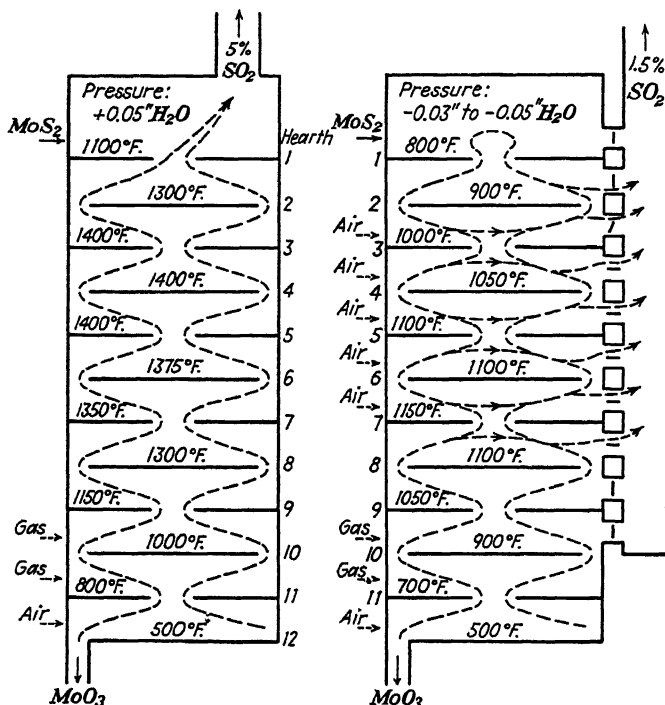 5%
SO₂
Pressure:
+0.05"H₂O
MoS₂
Hearth
1100°F.
1
1300°F.
2
1400°F.
3
1400°F.
4
1400°F.
5
1375°F.
6
1350°F.
7
1300°F.
8
1150°F.
9
Gas
1000°F.
10
Gas
800°F.
11
Air
500°F.
12
MoO₃
1.5%
SO₂
Pressure:
-0.03" to -0.05"H₂O
MoS₂
800°F.
1
900°F.
2
Air
1000°F.
3
Air
1050°F.
4
Air
1100°F.
5
Air
1100°F.
6
Air
1150°F.
7
1100°F.
8
1050°F.
9
Gas
900°F.
10
Gas
700°F.
11
Air
500°F.
MoO₃